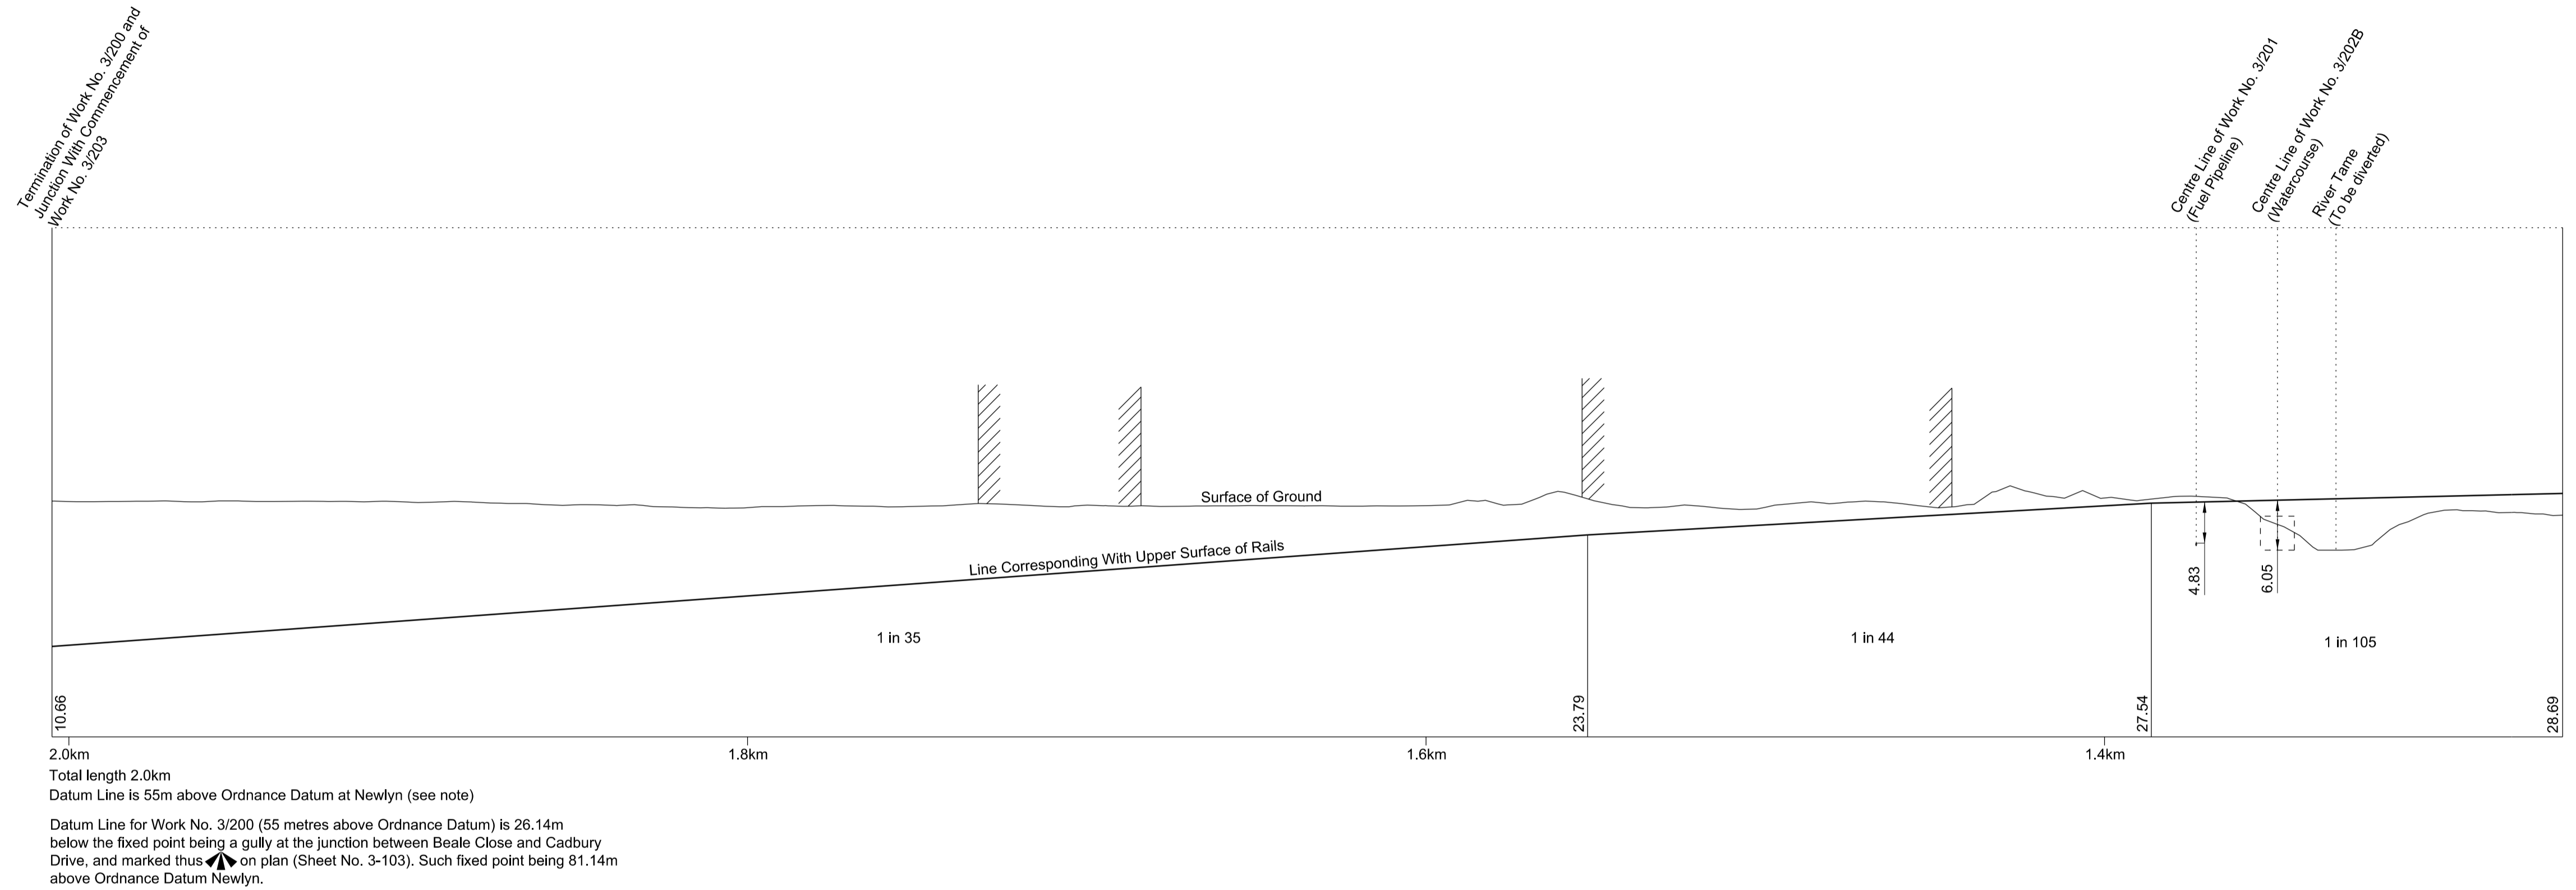 Termination of Work No. 3/200 and
Junction With Commencement of
Work No. 3/203
Centre Line of Work No. 3/201
(Fuel Pipeline)
Centre Line of Work No. 3/202B
(Watercourse)
River Tame
(To be diverted)
Surface of Ground
Line Corresponding With Upper Surface of Rails
4.83
6.05
1 in 35
1 in 44
1 in 105
10.66
23.79
27.54
28.69
2.0km
1.8km
1.6km
1.4km
Total length 2.0km
Datum Line is 55m above Ordnance Datum at Newlyn (see note)
Datum Line for Work No. 3/200 (55 metres above Ordnance Datum) is 26.14m
below the fixed point being a gully at the junction between Beale Close and Cadbury
Drive, and marked thus on plan (Sheet No. 3-103). Such fixed point being 81.14m
above Ordnance Datum Newlyn.